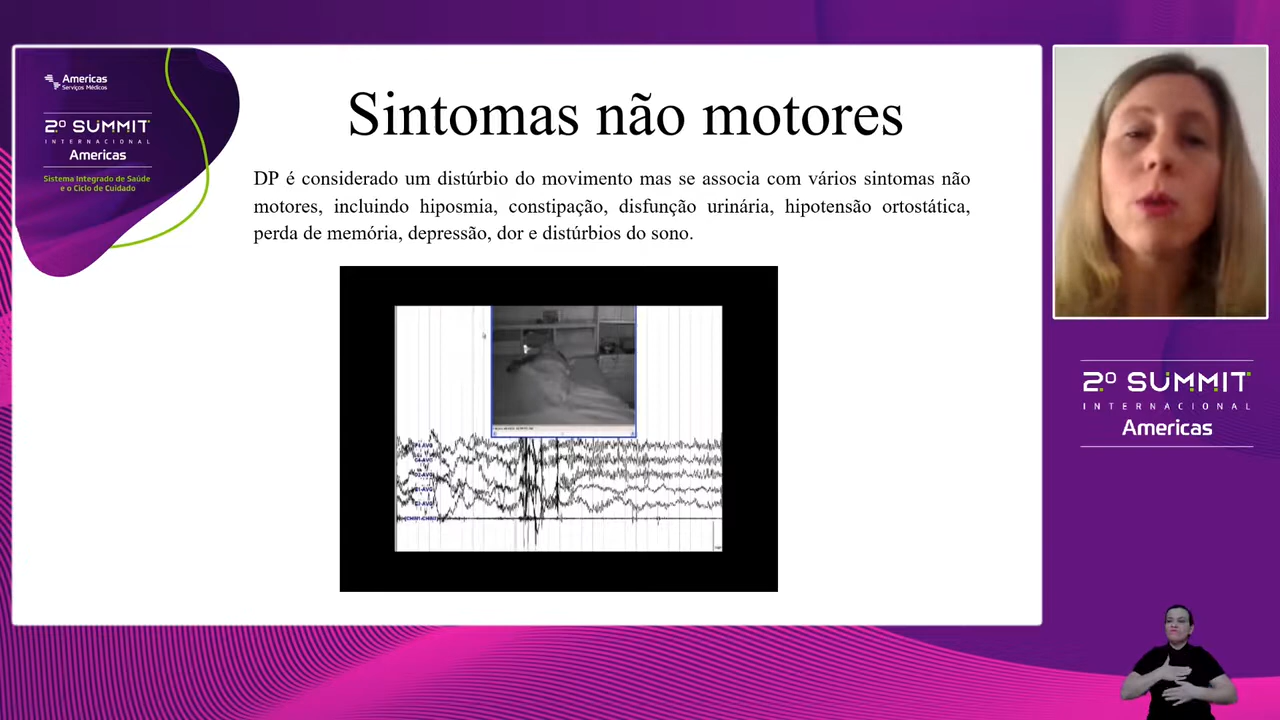 Americas
Serviços Médicos
2º SUMMIT
INTERNACIONAL
Americas
Sistema Integrado de Saúde
e o Ciclo de Cuidado
Sintomas não motores
DP é considerado um distúrbio do movimento mas se associa com vários sintomas não
motores, incluindo hiposmia, constipação, disfunção urinária, hipotensão ortostática,
perda de memória, depressão, dor e distúrbios do sono.
2º SUMMIT
INTERNACIONAL
Americas